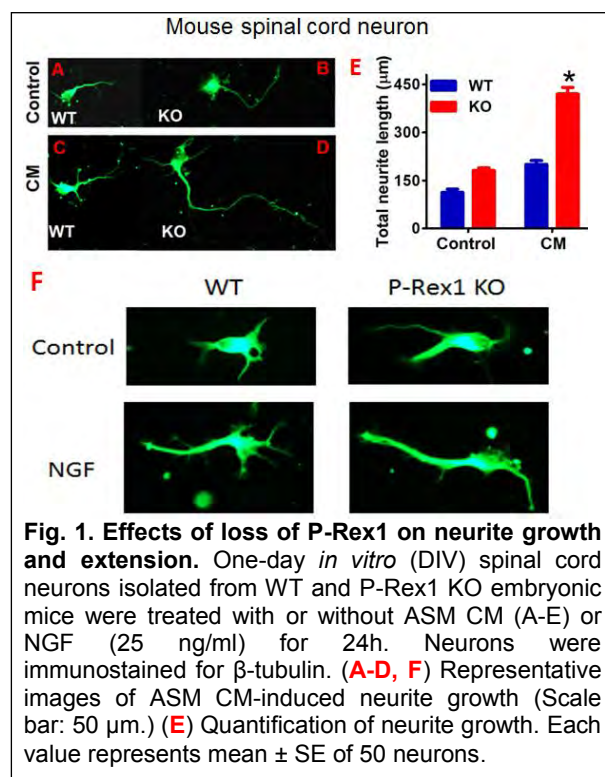 Mouse spinal cord neuron
Control
A
WT
B
KO
CM
C
WT
D
KO
E
Total neurite length (μm)
450
300
150
0
WT
KO
*
Control
CM
F
WT
P-Rex1 KO
Control
NGF
Fig. 1. Effects of loss of P-Rex1 on neurite growth
and extension. One-day in vitro (DIV) spinal cord
neurons isolated from WT and P-Rex1 KO embryonic
mice were treated with or without ASM CM (A-E) or
NGF (25 ng/ml) for 24h. Neurons were
immunostained for β-tubulin. (A-D, F) Representative
images of ASM CM-induced neurite growth (Scale
bar: 50 μm.) (E) Quantification of neurite growth. Each
value represents mean ± SE of 50 neurons.